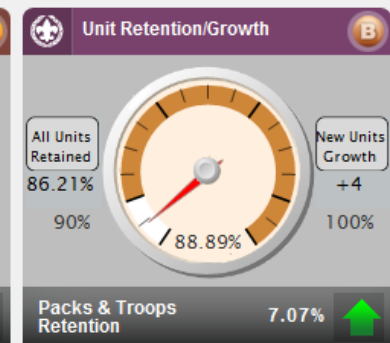 Unit Retention/Growth
B
All Units
Retained
86.21%
90%
New Units
Growth
+4
100%
88.89%
Packs & Troops
Retention
7.07%